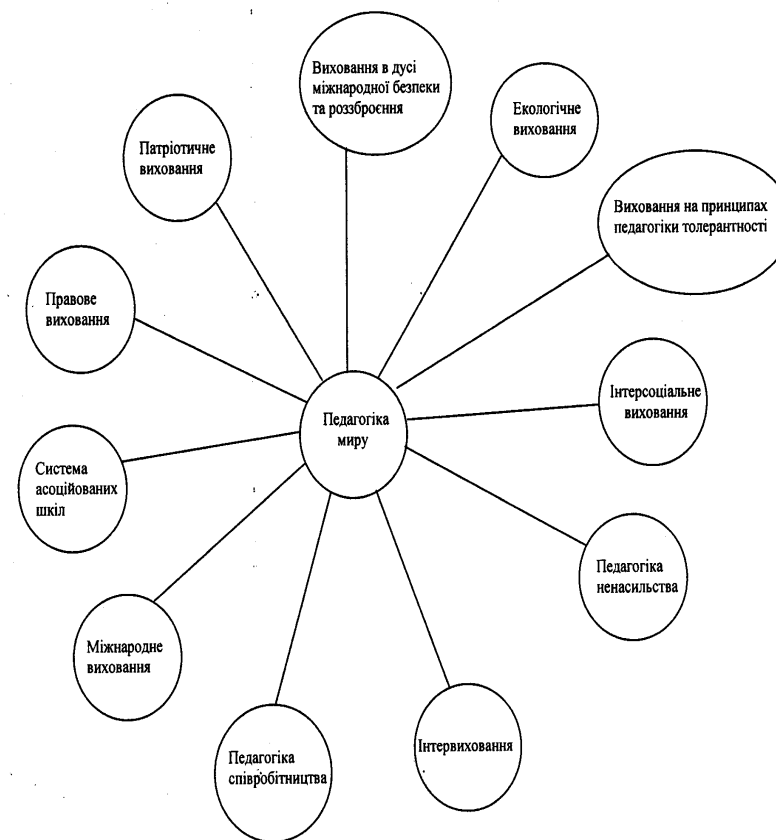 Виховання в дусі
міжнародної безпеки
та роззброєння
Екологічне
виховання
Патріотичне
виховання
Виховання на принципах
педагогіки толерантності
Правове
виховання
Інтерсоціальне
виховання
Педагогіка
миру
Система
асоційованих
шкіл
Педагогіка
ненасильства
Міжнародне
виховання
Педагогіка
співробітництва
Інтервиховання